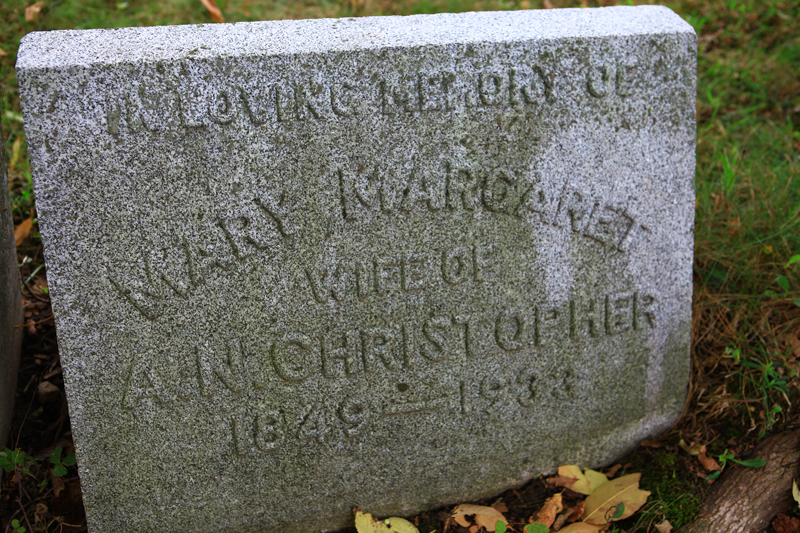 IN LOVING MEMORY OF
MARY MARGARET
WIFE OF
A.N. CHRISTOPHER
1849 — 1933